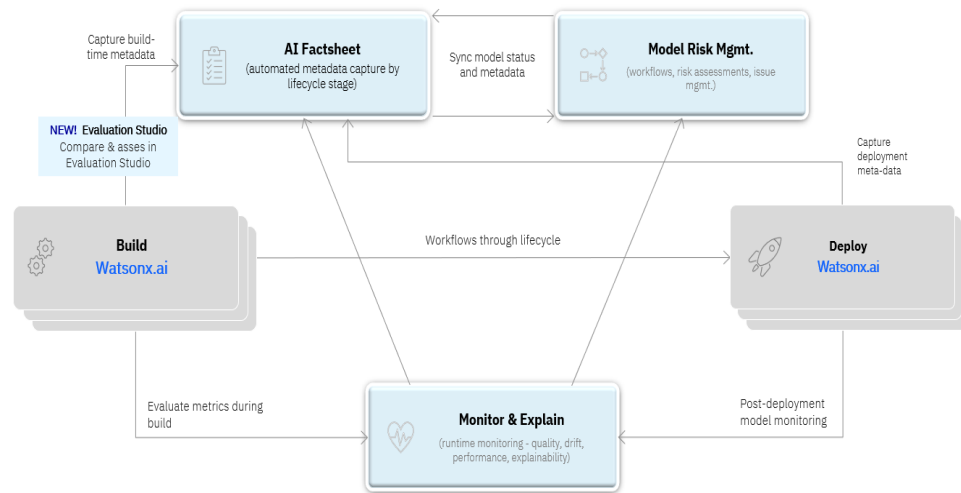 Capture build-
time metadata
AI Factsheet
(automated metadata capture by
lifecycle stage)
Sync model status
and metadata
Model Risk Mgmt.
(workflows, risk assessments, issue
mgmt.)
NEW! Evaluation Studio
Compare & asses in
Evaluation Studio
Capture
deployment
meta-data
Build
Watsonx.ai
Workflows through lifecycle
Deploy
Watsonx.ai
Evaluate metrics during
build
Monitor & Explain
(runtime monitoring - quality, drift,
performance, explainability)
Post-deployment
model monitoring